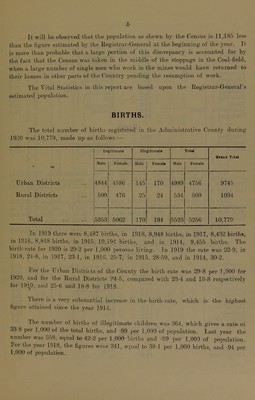 5
It will be observed that the population as shewn by the Census is 11,185 less
than the figure estimated by the Registrar-General at the beginning of the year. It
is more than probable that a large portion of this discrepancy is accounted for by
the fact that the Census was taken in the middle of the stoppage in the Coal field,
when a large number of single men who work in the mines would have returned to
their homes in other parts of the Country pending the resumption of work.
The Vital Statistics in this report are based upon the Registrar-General's
estimated population.
BIRTHS.
The total number of births registered in the Administrative County during
1920 was 10,779, made up as follows :—
Legitimate Illegitimate Total Grand Total
Male Female Male Female Male Female
Urban Districts 4844 4586 145 170 4989 4756 9745
Rural Districts 509 476 25 24 534 500 1034
Total 5353 5062 170 194 5523 5256 10,779
In 1919 there were 8,487 births, in 1918, 8,948 births, in 1917, 8,432 births,
in 1916, 8,848 births, in 1915, 10,191 births, and in 1914, 9,455 births. The
birth-rate for 1920 is 29·2 per 1,000 persons living. In 1919 the rate was 22·9, in
1918, 21·8, in 1917, 23·1, in 1916, 25·7, in 1915, 28·59, and in 1914, 30·2.
For the Urban Districts of the County the birth-rate was 29·8 per 1,000 for
1920, and for the Rural Districts 24·5, compared with 23·4 and 19·8 respectively
for 1919, and 25·6 and 18·8 for 1918.
There is a very substantial increase in the birth-rate, which is the highest
figure attained since the year 1914.
The number of births of illegitimate children was 364, which gives a rate of
33·8 per 1,000 of the total births, and ·99 per 1,000 of population. Last year the
number was 359, equal to 42·2 per 1,000 births and ·99 per 1,000 of population.
For the year 1918, the figures were 341, equal to 38·1 per 1,000 births, and ·94 per
1,000 of population.